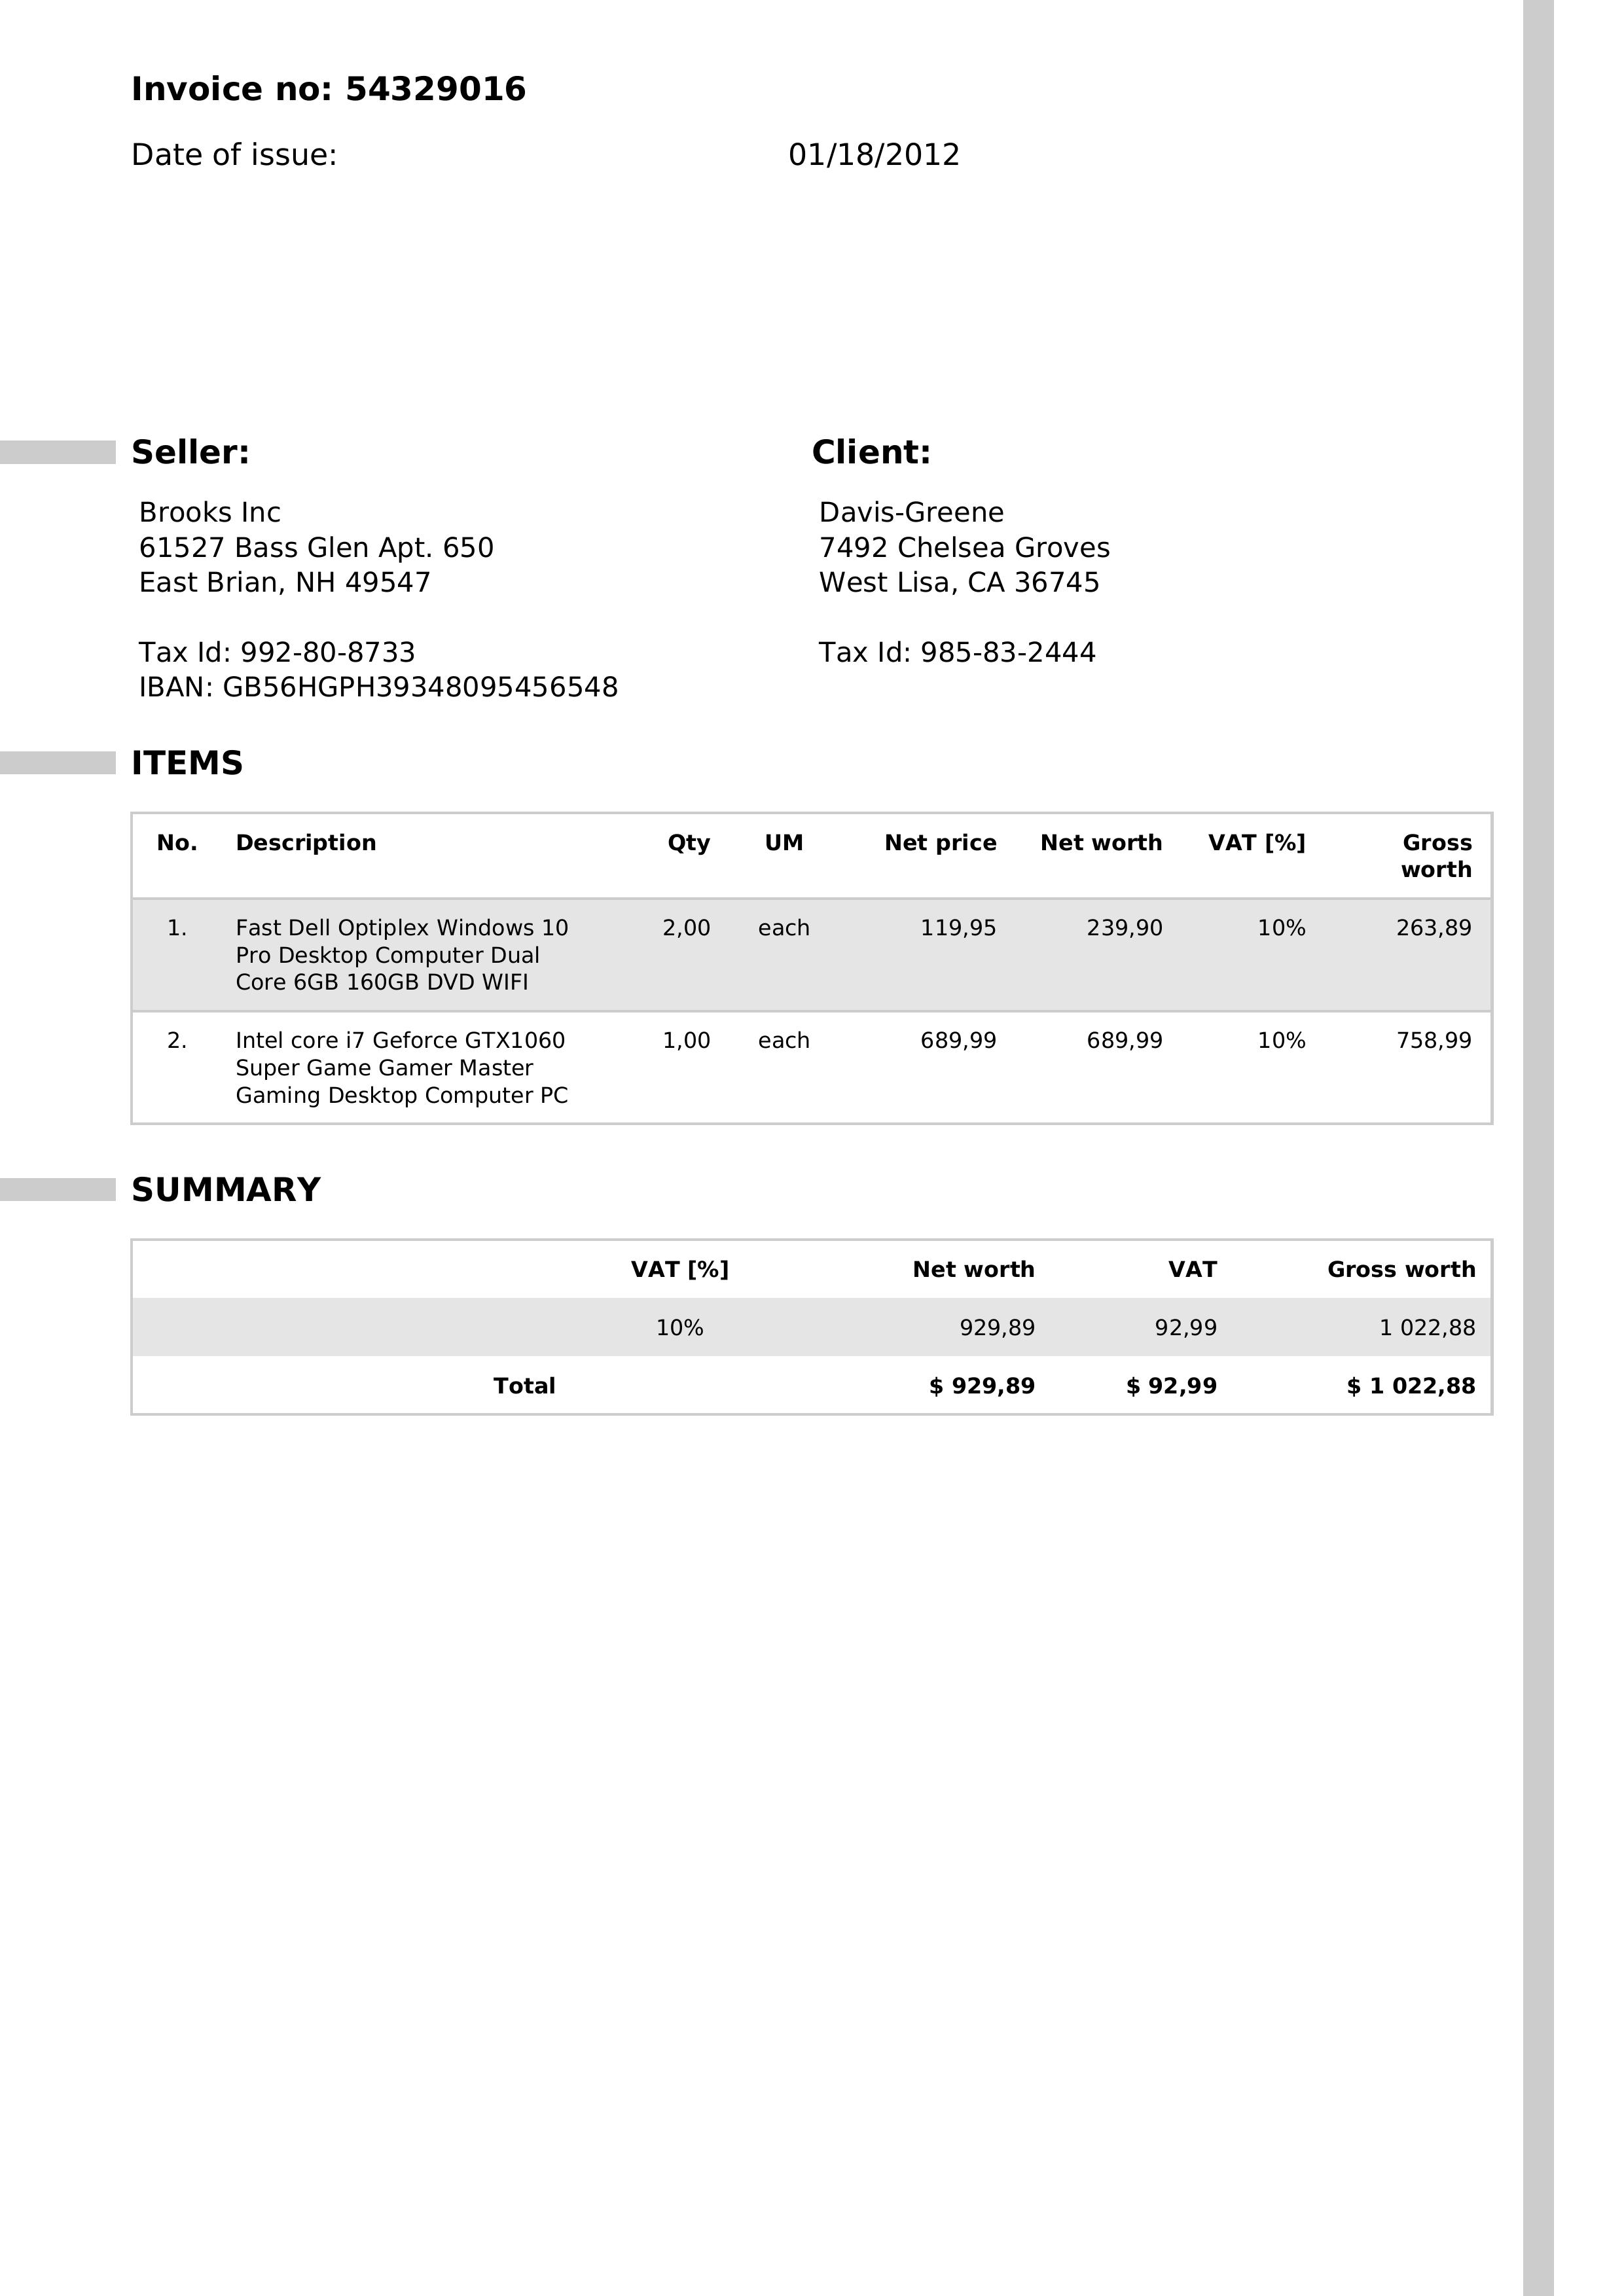 Invoice no: 54329016
Date of issue: 01/18/2012
Seller:
Brooks Inc
61527 Bass Glen Apt. 650
East Brian, NH 49547
Tax Id: 992-80-8733
IBAN: GB56HGPH39348095456548
Client:
Davis-Greene
7492 Chelsea Groves
West Lisa, CA 36745
Tax Id: 985-83-2444
ITEMS
No. Description Qty UM Net price Net worth VAT [%] Gross
worth
1. Fast Dell Optiplex Windows 10 2,00 each 119,95 239,90 10% 263,89
Pro Desktop Computer Dual
Core 6GB 160GB DVD WIFI
2. Intel core i7 Geforce GTX1060 1,00 each 689,99 689,99 10% 758,99
Super Game Gamer Master
Gaming Desktop Computer PC
SUMMARY
VAT [%] Net worth VAT Gross worth
10% 929,89 92,99 1 022,88
Total $ 929,89 $ 92,99 $ 1 022,88